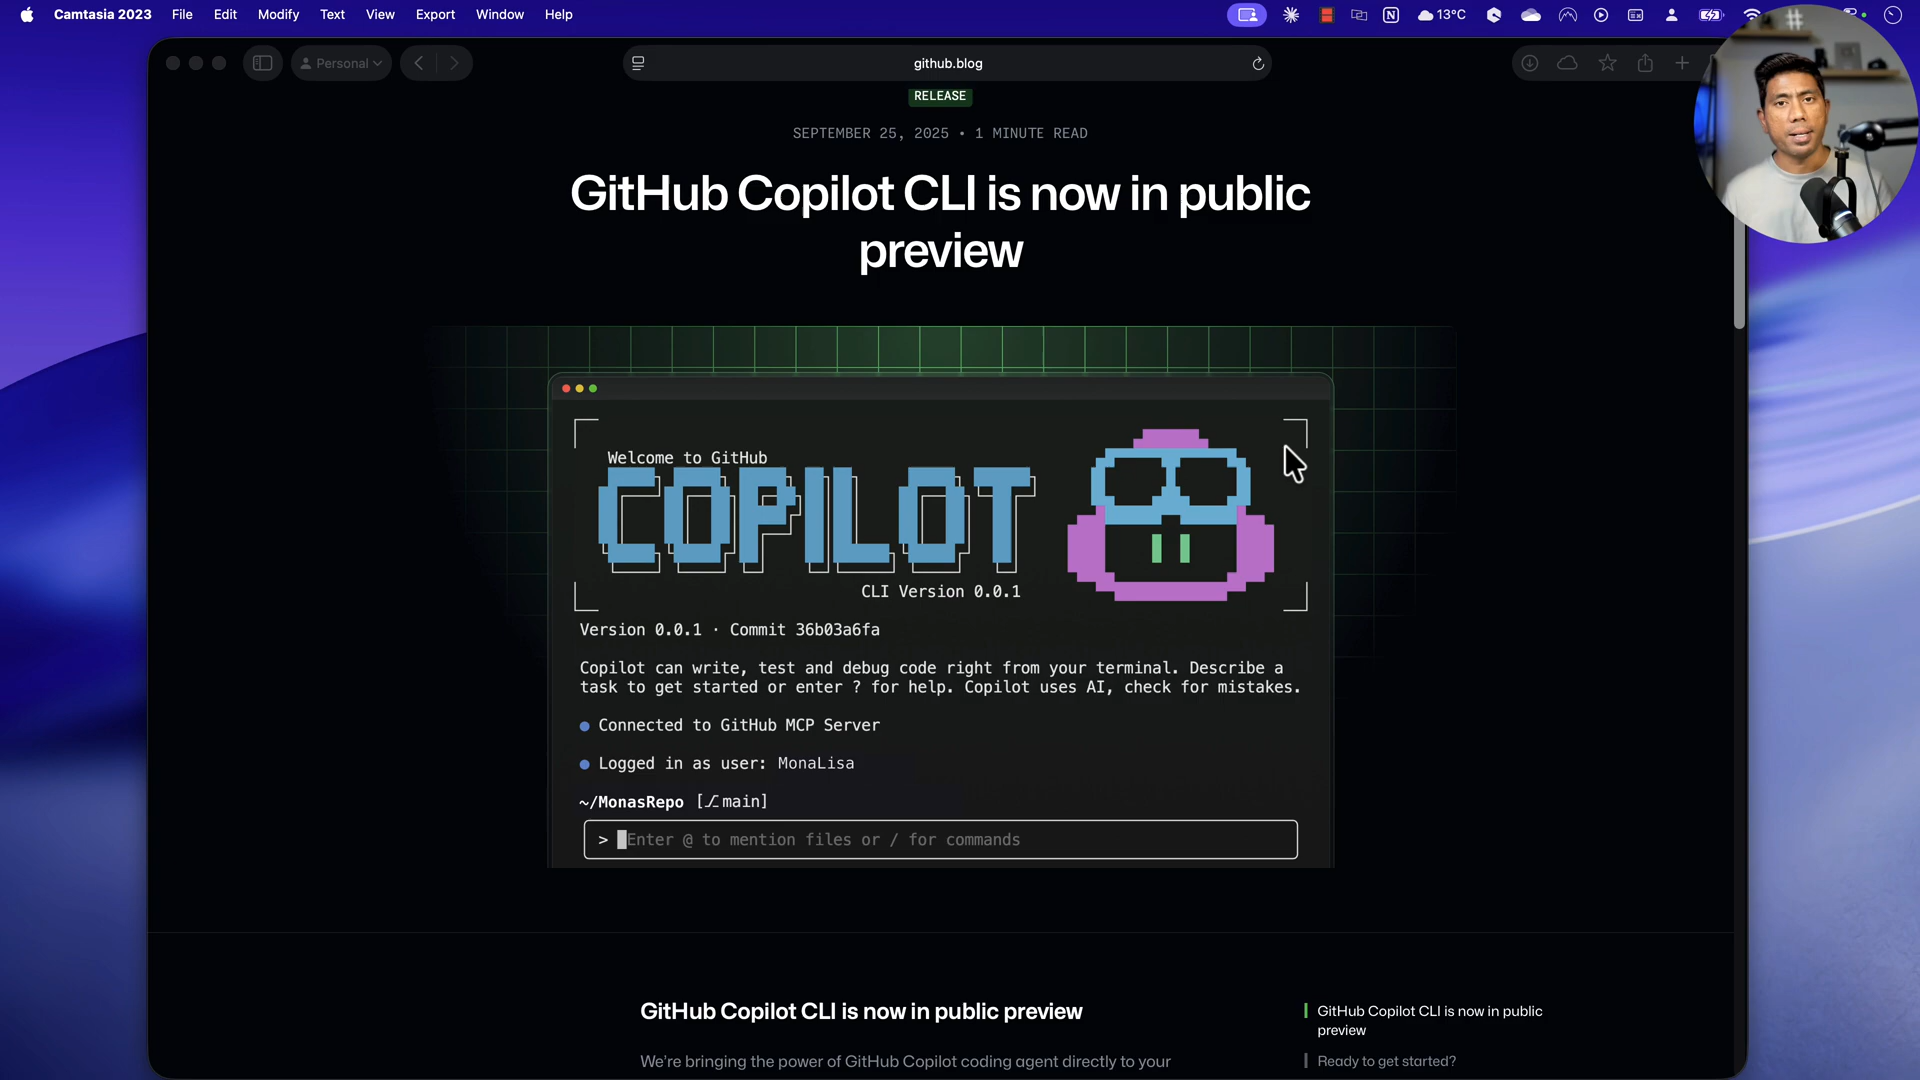 Camtasia 2023 File Edit Modify Text View Export Window Help 13°C
Personal github.blog
RELEASE
SEPTEMBER 25, 2025 • 1 MINUTE READ
GitHub Copilot CLI is now in public
preview
Welcome to GitHub
COPILOT
CLI Version 0.0.1
Version 0.0.1 · Commit 36b03a6fa
Copilot can write, test and debug code right from your terminal. Describe a
task to get started or enter ? for help. Copilot uses AI, check for mistakes.
Connected to GitHub MCP Server
Logged in as user: MonaLisa
~/MonasRepo [⎇main]
> Enter @ to mention files or / for commands
GitHub Copilot CLI is now in public preview
We're bringing the power of GitHub Copilot coding agent directly to your
GitHub Copilot CLI is now in public
preview
Ready to get started?